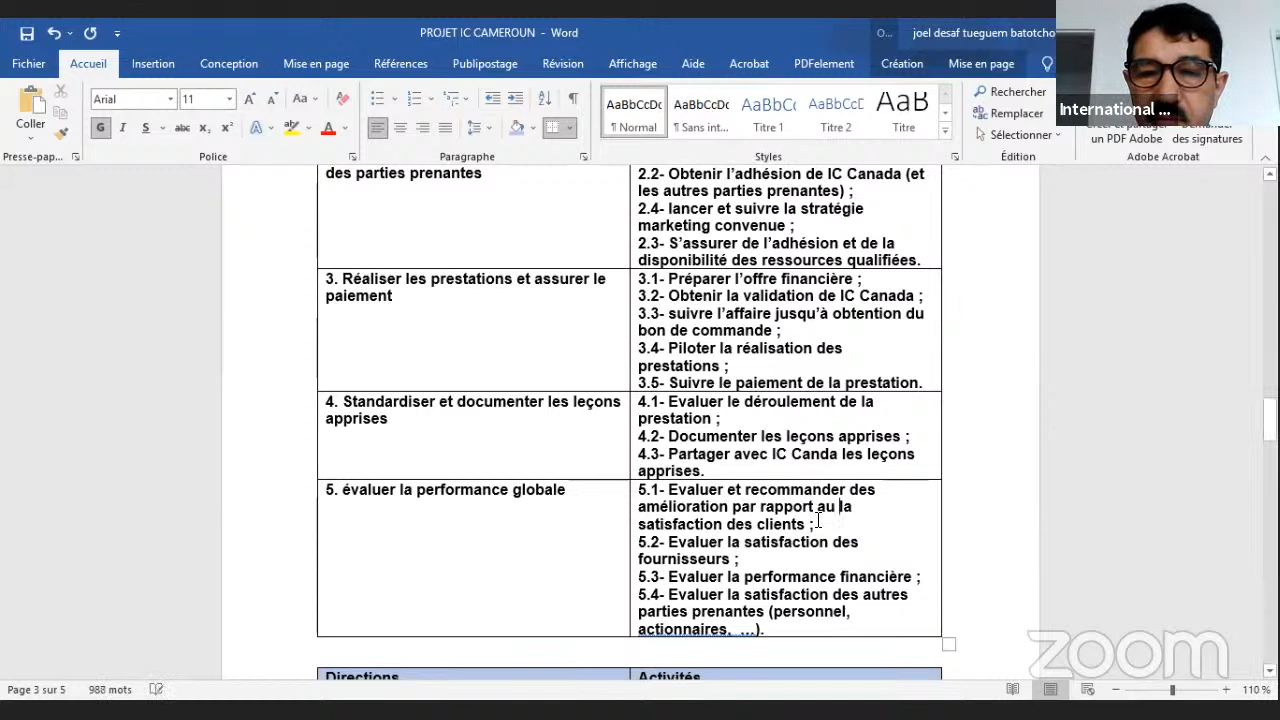 PROJET IC CAMEROUN - Word
O...
joel desaf tueguem batotcho
Fichier Accueil Insertion Conception Mise en page Références Publipostage Révision Affichage Aide Acrobat PDFelement Création Mise en page
International ...
Coller
Arial 11
AaBbCcDc AaBbCcDc AaBbCc AaBbCcD AaB
¶ Normal ¶ Sans int... Titre 1 Titre 2 Titre
Rechercher
Remplacer
Sélectionner
un PDF Adobe des signatures
Presse-pap... Police Paragraphe Styles Édition Adobe Acrobat
des parties prenantes
2.2- Obtenir l’adhésion de IC Canada (et
les autres parties prenantes) ;
2.4- lancer et suivre la stratégie
marketing convenue ;
2.3- S’assurer de l’adhésion et de la
disponibilité des ressources qualifiées.
3. Réaliser les prestations et assurer le
paiement
3.1- Préparer l’offre financière ;
3.2- Obtenir la validation de IC Canada ;
3.3- suivre l’affaire jusqu’à obtention du
bon de commande ;
3.4- Piloter la réalisation des
prestations ;
3.5- Suivre le paiement de la prestation.
4. Standardiser et documenter les leçons
apprises
4.1- Evaluer le déroulement de la
prestation ;
4.2- Documenter les leçons apprises ;
4.3- Partager avec IC Canda les leçons
apprises.
5. évaluer la performance globale
5.1- Evaluer et recommander des
amélioration par rapport au la
satisfaction des clients ;
5.2- Evaluer la satisfaction des
fournisseurs ;
5.3- Evaluer la performance financière ;
5.4- Evaluer la satisfaction des autres
parties prenantes (personnel,
actionnaires, …).
Directions Activités
zoom
Page 3 sur 5 988 mots 110 %